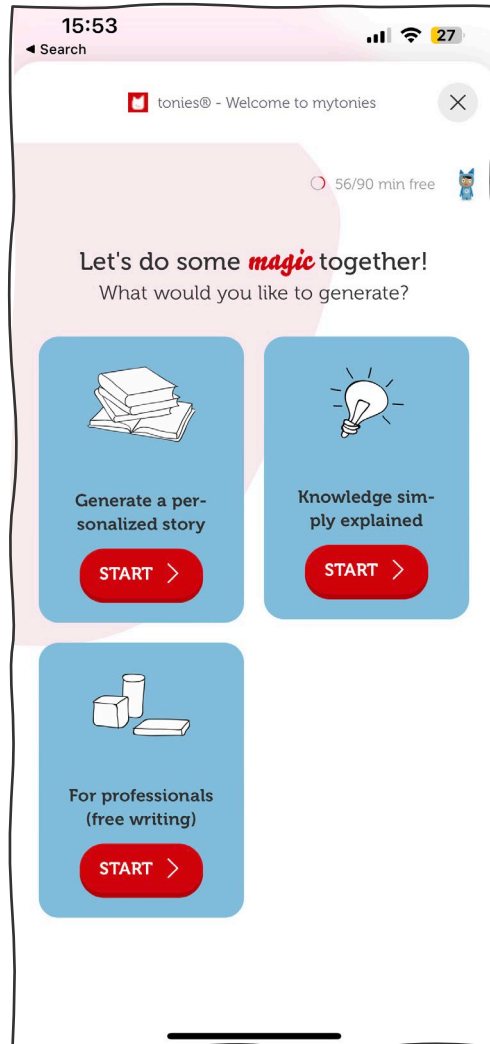 15:53
27
◀ Search
tonies® - Welcome to mytonies
56/90 min free
Let's do some magic together!
What would you like to generate?
Generate a per-
sonalized story
START
Knowledge sim-
ply explained
START
For professionals
(free writing)
START